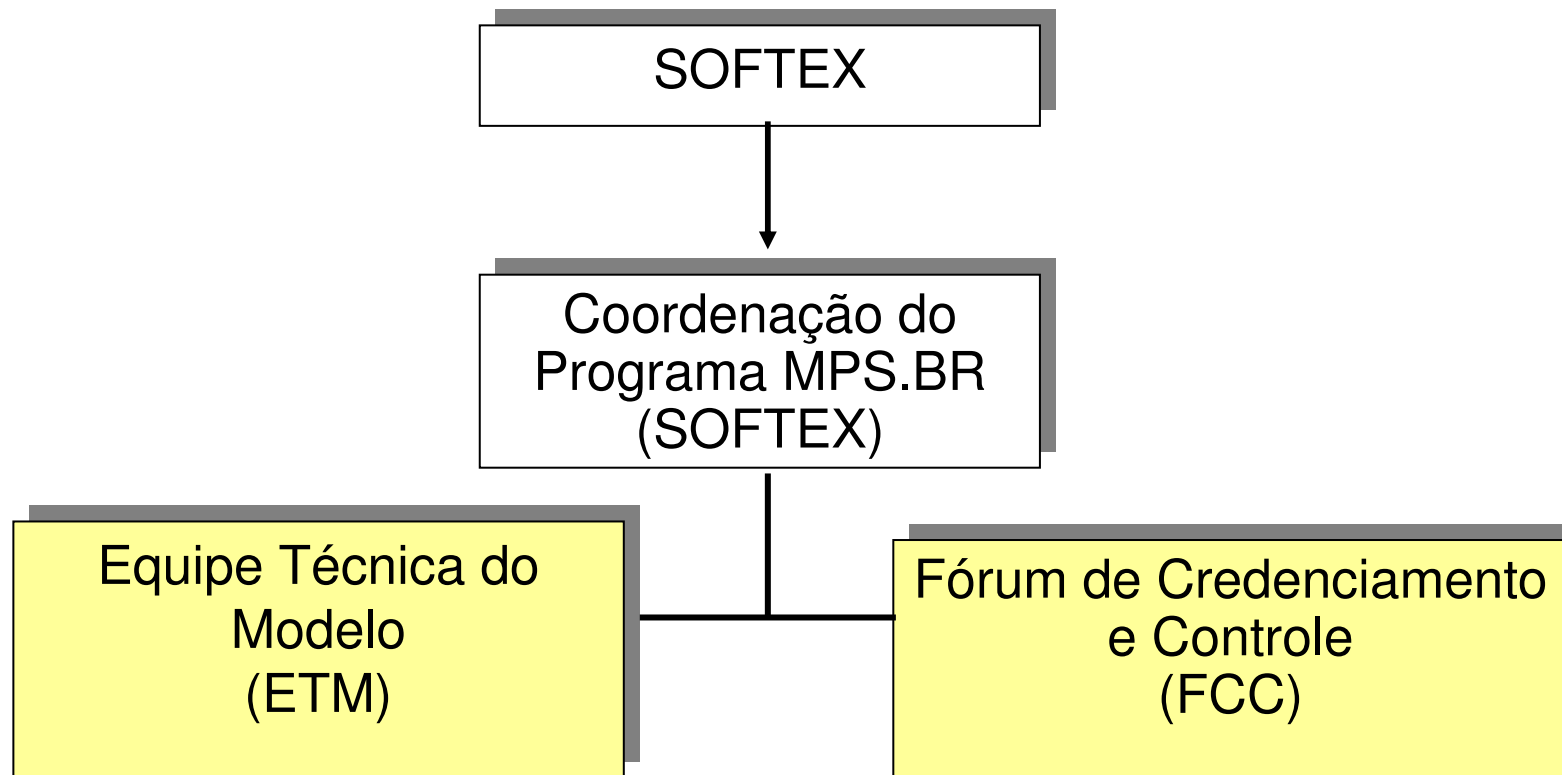 SOFTEX
Coordenação do
Programa MPS.BR
(SOFTEX)
Equipe Técnica do
Modelo
(ETM)
Fórum de Credenciamento
e Controle
(FCC)